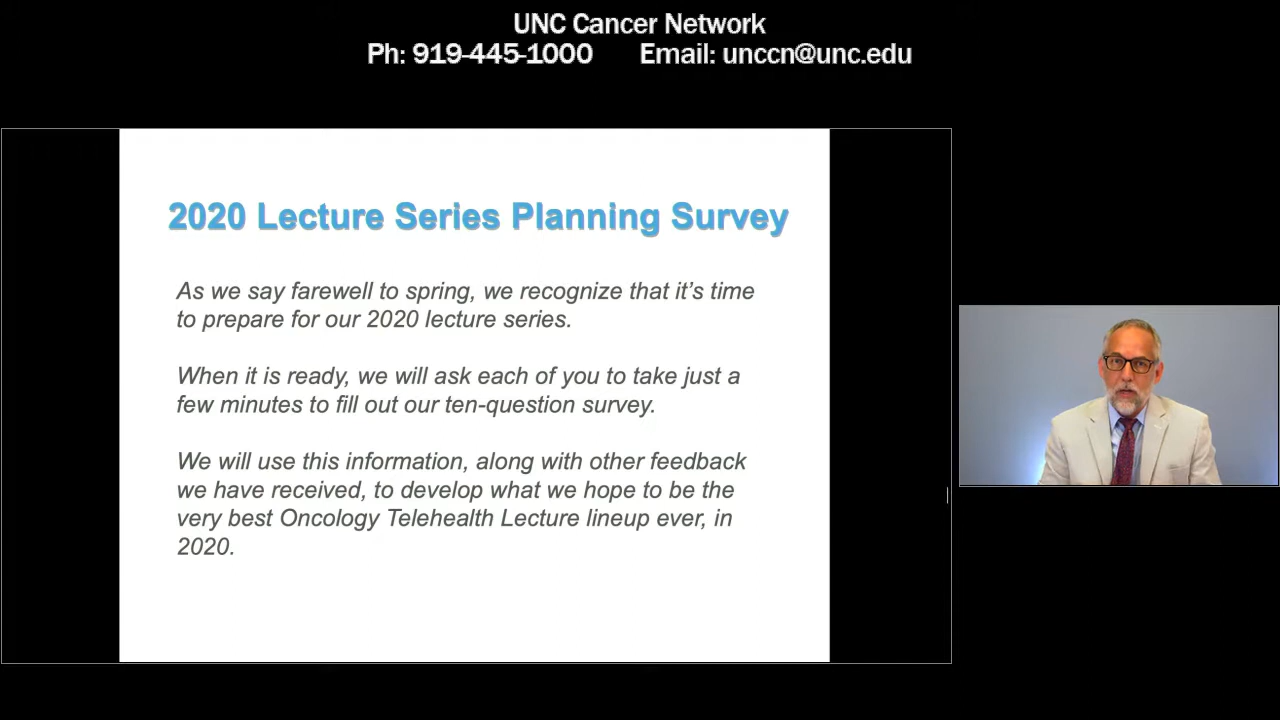 UNC Cancer Network
Ph: 919-445-1000 Email: unccn@unc.edu
2020 Lecture Series Planning Survey
As we say farewell to spring, we recognize that it’s time
to prepare for our 2020 lecture series.
When it is ready, we will ask each of you to take just a
few minutes to fill out our ten-question survey.
We will use this information, along with other feedback
we have received, to develop what we hope to be the
very best Oncology Telehealth Lecture lineup ever, in
2020.